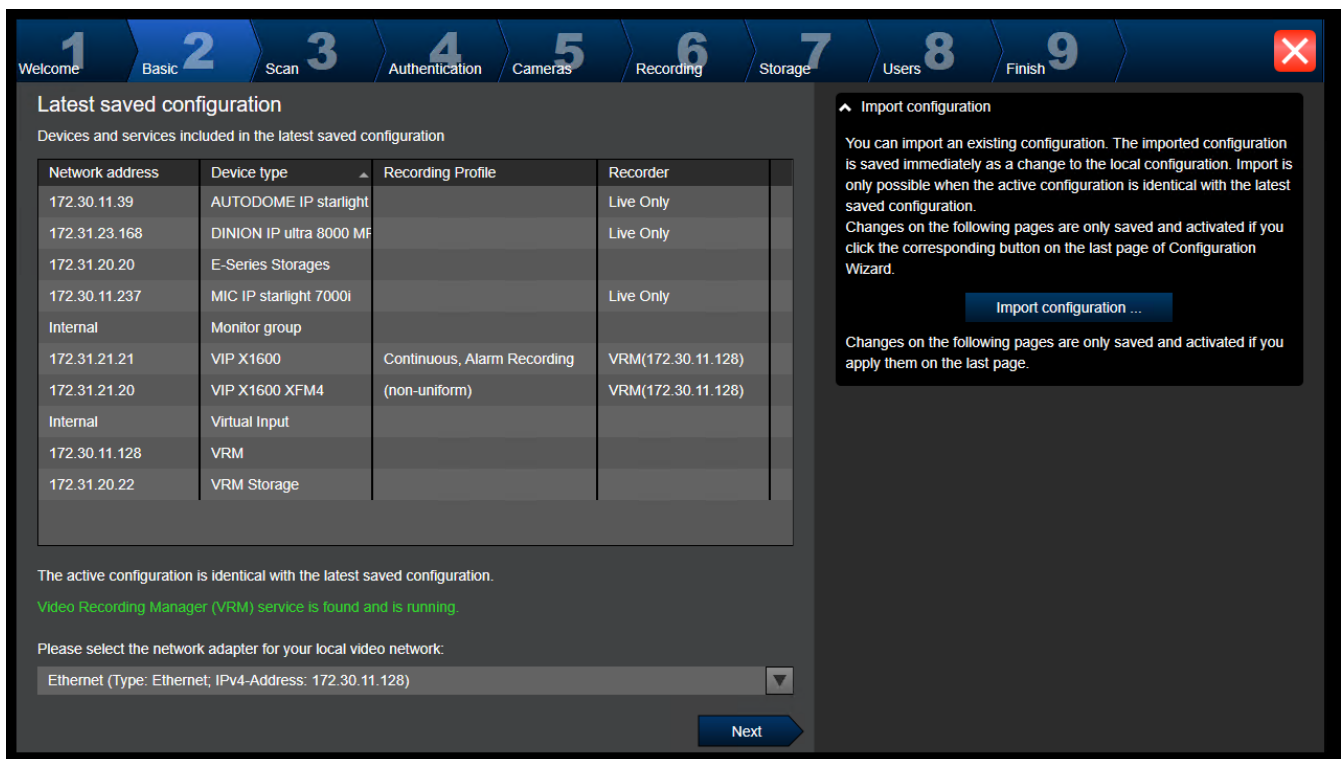 1 Welcome
2 Basic
3 Scan
4 Authentication
5 Cameras
6 Recording
7 Storage
8 Users
9 Finish
Latest saved configuration
Devices and services included in the latest saved configuration
Network address Device type Recording Profile Recorder
172.30.11.39 AUTODOME IP starlight Live Only
172.31.23.168 DINION IP ultra 8000 MF Live Only
172.31.20.20 E-Series Storages
172.30.11.237 MIC IP starlight 7000i Live Only
Internal Monitor group
172.31.21.21 VIP X1600 Continuous, Alarm Recording VRM(172.30.11.128)
172.31.21.20 VIP X1600 XFM4 (non-uniform) VRM(172.30.11.128)
Internal Virtual Input
172.30.11.128 VRM
172.31.20.22 VRM Storage
The active configuration is identical with the latest saved configuration.
Video Recording Manager (VRM) service is found and is running.
Please select the network adapter for your local video network:
Ethernet (Type: Ethernet; IPv4-Address: 172.30.11.128)
Next
Import configuration
You can import an existing configuration. The imported configuration
is saved immediately as a change to the local configuration. Import is
only possible when the active configuration is identical with the latest
saved configuration.
Changes on the following pages are only saved and activated if you
click the corresponding button on the last page of Configuration
Wizard.
Import configuration ...
Changes on the following pages are only saved and activated if you
apply them on the last page.